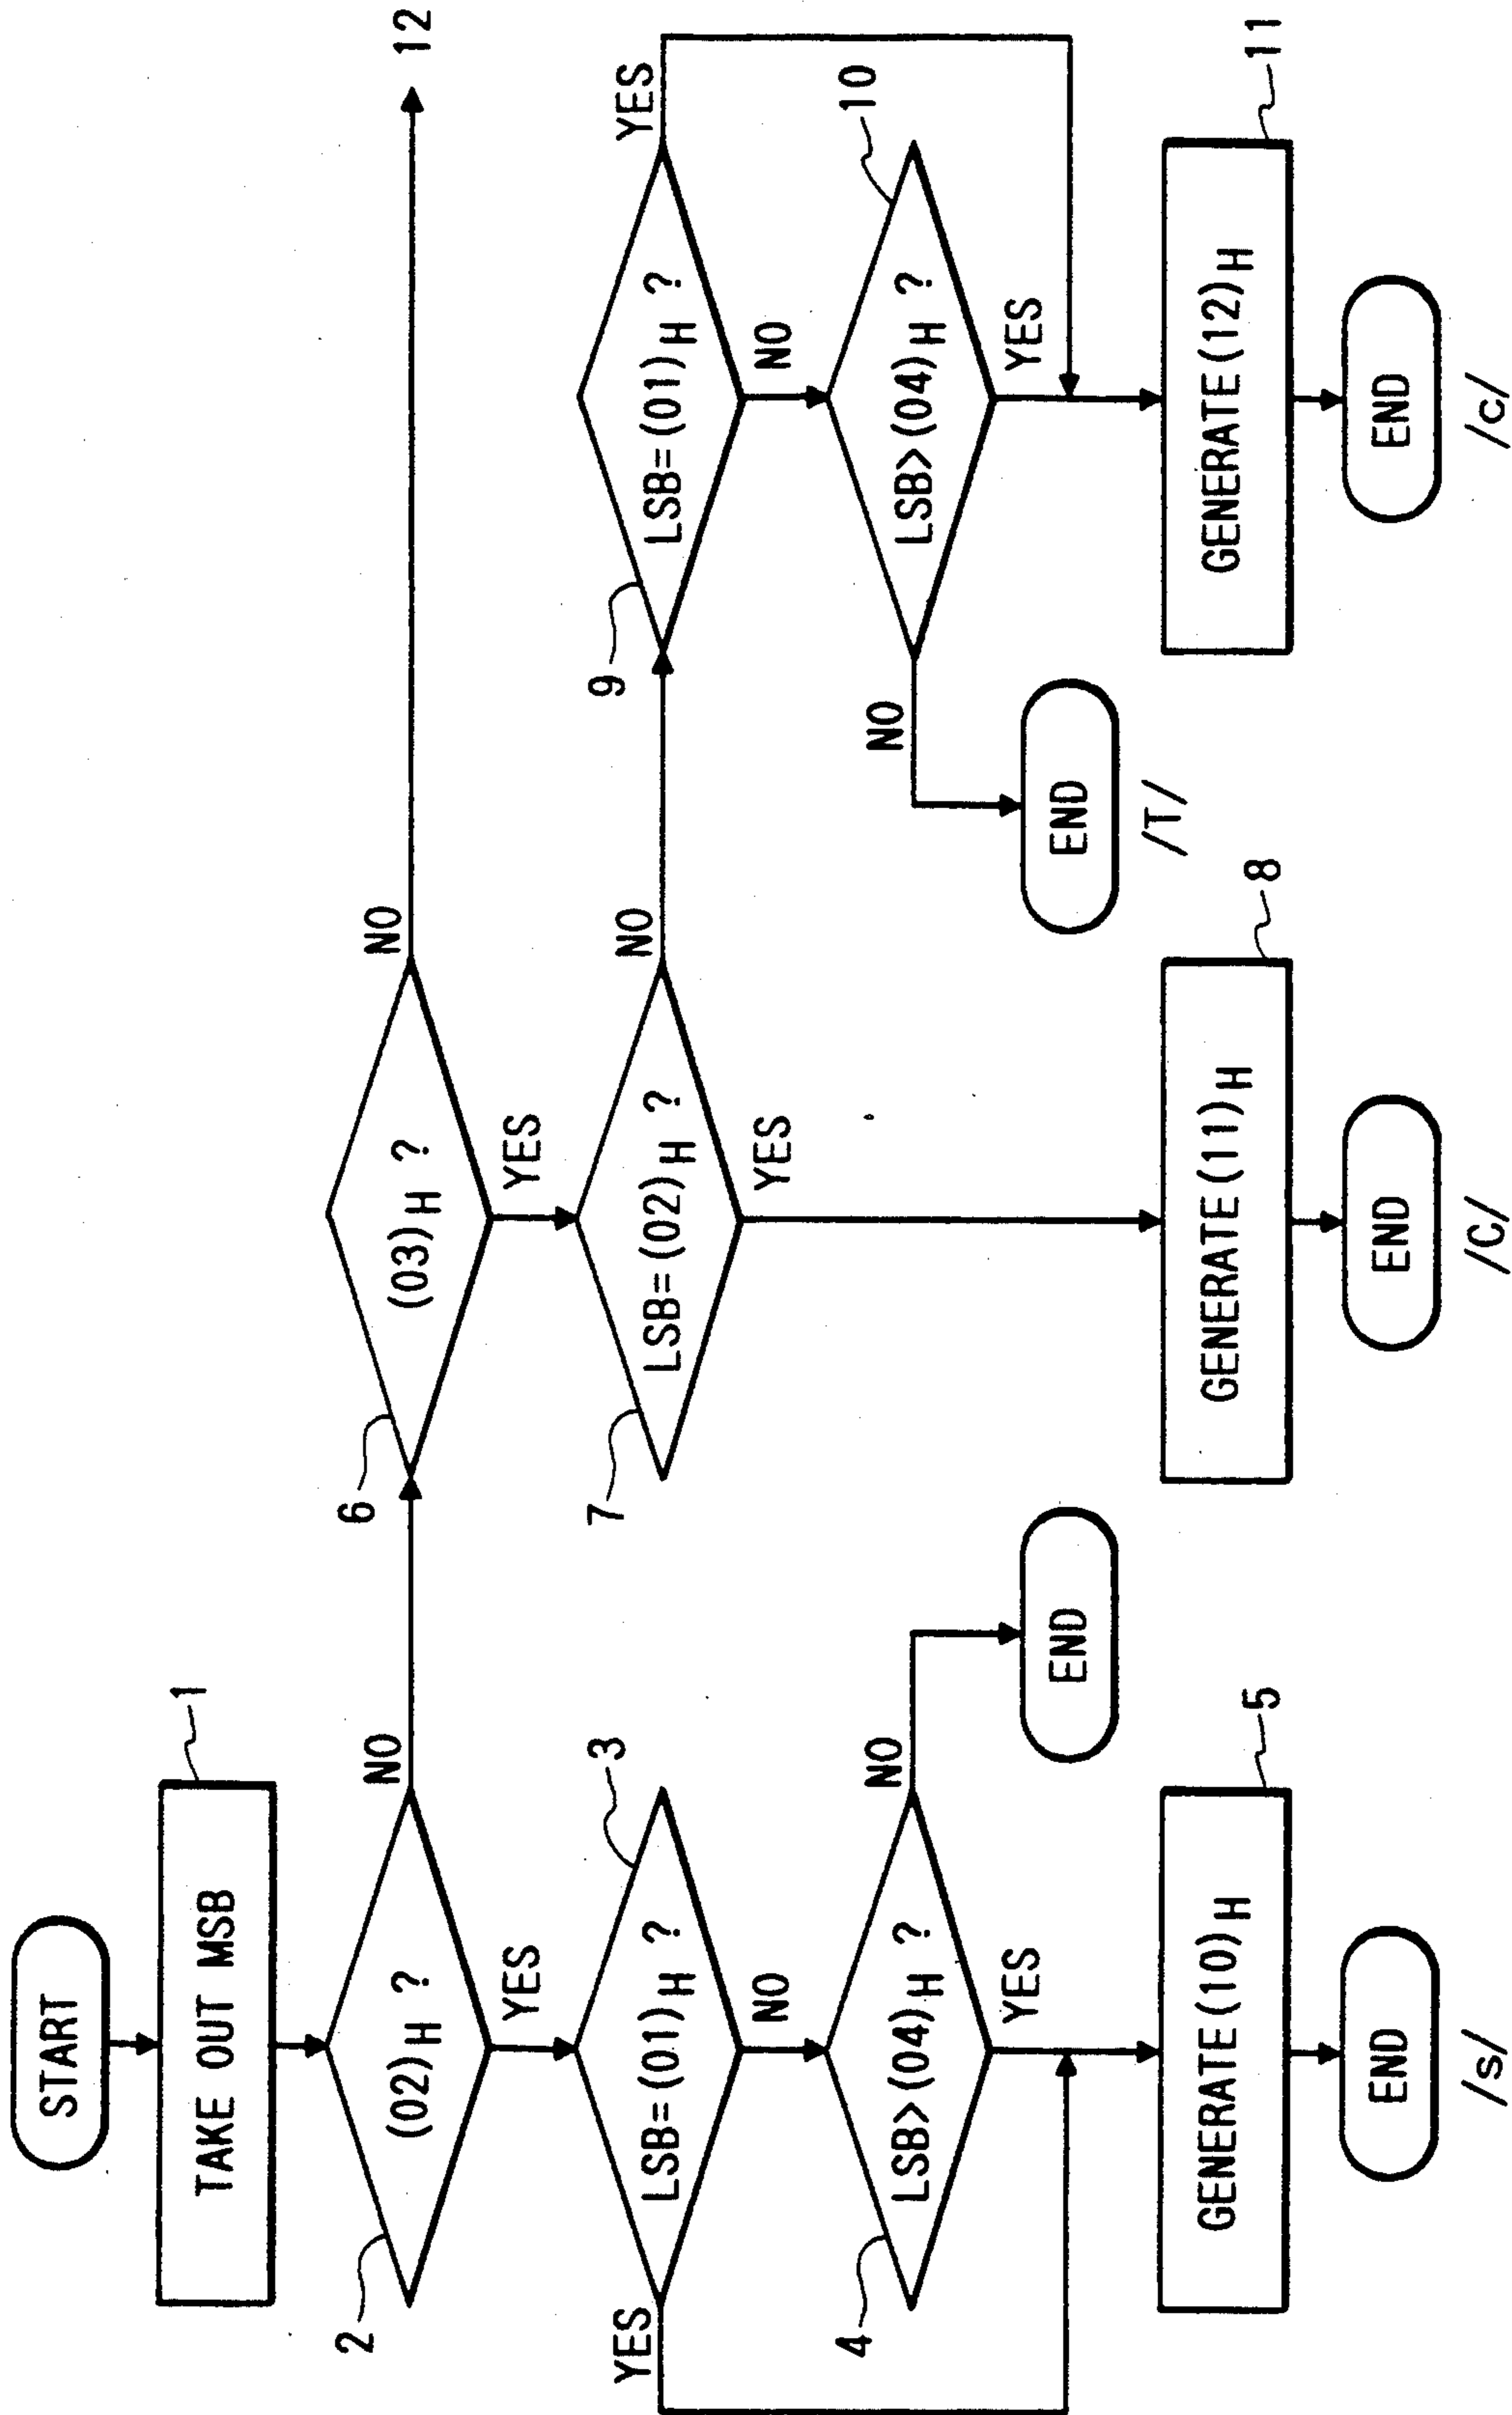 START
TAKE OUT MSB
1
(02)H ?
2
NO
YES
LSB=(01)H ?
3
YES
NO
LSB>(04)H ?
4
NO
YES
END
GENERATE(10)H
5
END
/s/
(03)H ?
6
NO
12
YES
LSB=(02)H ?
7
NO
YES
GENERATE(11)H
8
END
/C/
LSB=(01)H ?
9
YES
NO
LSB>(04)H ?
10
NO
YES
END
/T/
GENERATE(12)H
11
END
/c/